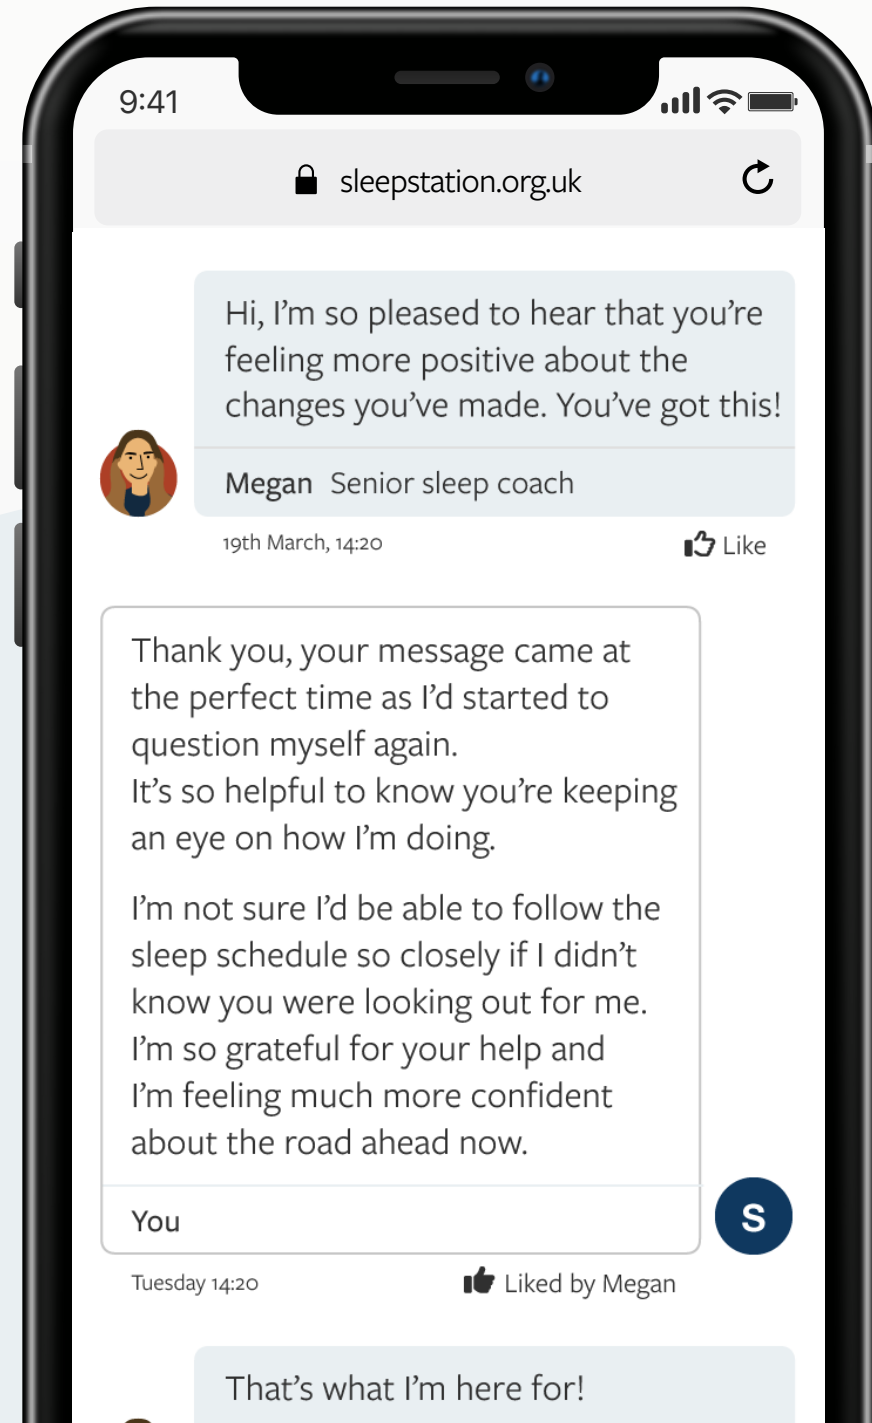 9:41
sleepstation.org.uk
Hi, I’m so pleased to hear that you’re
feeling more positive about the
changes you’ve made. You’ve got this!
Megan Senior sleep coach
19th March, 14:20
Like
Thank you, your message came at
the perfect time as I’d started to
question myself again.
It’s so helpful to know you’re keeping
an eye on how I’m doing.
I’m not sure I’d be able to follow the
sleep schedule so closely if I didn’t
know you were looking out for me.
I’m so grateful for your help and
I’m feeling much more confident
about the road ahead now.
You
S
Tuesday 14:20
Liked by Megan
That’s what I’m here for!